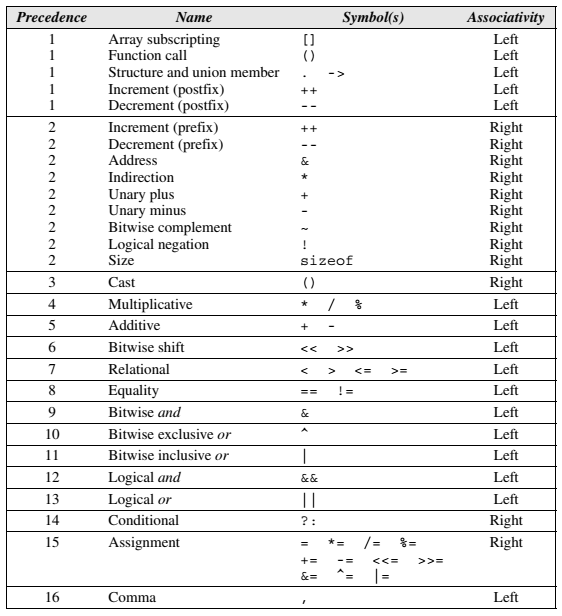 Precedence Name Symbol(s) Associativity
1 Array subscripting [] Left
1 Function call () Left
1 Structure and union member . -> Left
1 Increment (postfix) ++ Left
1 Decrement (postfix) -- Left
2 Increment (prefix) ++ Right
2 Decrement (prefix) -- Right
2 Address & Right
2 Indirection * Right
2 Unary plus + Right
2 Unary minus - Right
2 Bitwise complement ~ Right
2 Logical negation ! Right
2 Size sizeof Right
3 Cast () Right
4 Multiplicative * / % Left
5 Additive + - Left
6 Bitwise shift << >> Left
7 Relational < > <= >= Left
8 Equality == != Left
9 Bitwise and & Left
10 Bitwise exclusive or ^ Left
11 Bitwise inclusive or | Left
12 Logical and && Left
13 Logical or || Left
14 Conditional ?: Right
15 Assignment = *= /= %= Right
+= -= <<= >>=
&= ^= |=
16 Comma , Left